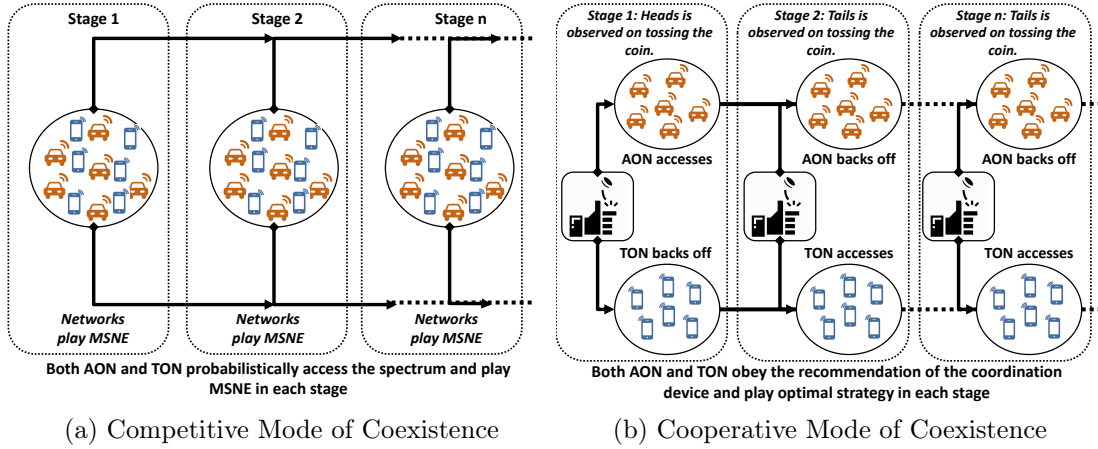 Stage 1
Stage 2
Stage n
Networks
play MSNE
Networks
play MSNE
Networks
play MSNE
Both AON and TON probabilistically access the spectrum and play
MSNE in each stage
(a) Competitive Mode of Coexistence
Stage 1: Heads is
observed on tossing the
coin.
Stage 2: Tails is
observed on tossing the
coin.
Stage n: Tails is
observed on tossing the
coin.
AON accesses
AON backs off
AON backs off
TON backs off
TON accesses
TON accesses
Both AON and TON obey the recommendation of the coordination
device and play optimal strategy in each stage
(b) Cooperative Mode of Coexistence